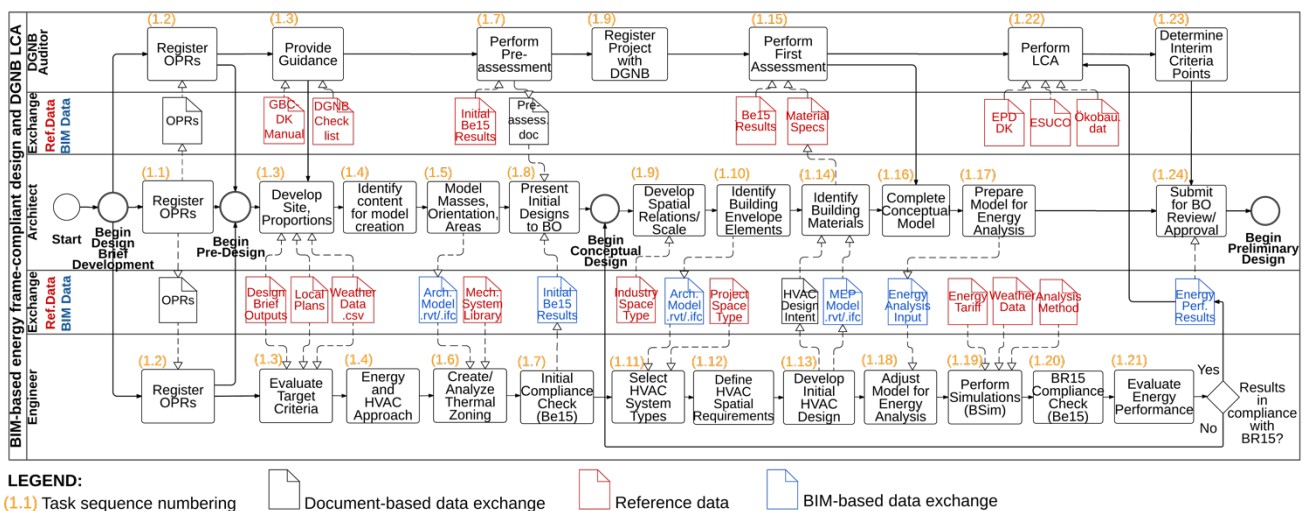 BIM-based energy frame-compliant design and DGNB LCA
DGNB
Auditor
(1.2)
Register
OPRs
(1.3)
Provide
Guidance
(1.7)
Perform
Pre-
assessment
(1.9)
Register
Project
with
DGNB
(1.15)
Perform
First
Assessment
(1.22)
Perform
LCA
(1.23)
Determine
Interim
Criteria
Points
Exchange
Ref.Data
BIM Data
OPRs
GBC-
DK
Manual
DGNB
Check
list
Initial
Be15
Results
Pre-
assess.
doc
Be15
Results
Material
Specs
EPD
DK
ESUCO
Ökobau.
dat
Architect
Start
Begin
Design
Brief
Development
(1.1)
Register
OPRs
Begin
Pre-Design
(1.3)
Develop
Site,
Proportions
(1.4)
Identify
content
for model
creation
(1.5)
Model
Masses,
Orientation,
Areas
(1.8)
Present
Initial
Designs
to BO
Begin
Conceptual
Design
(1.9)
Develop
Spatial
Relations/
Scale
(1.10)
Identify
Building
Envelope
Elements
(1.14)
Identify
Building
Materials
(1.16)
Complete
Conceptual
Model
(1.17)
Prepare
Model for
Energy
Analysis
(1.24)
Submit
for BO
Review/
Approval
Begin
Preliminary
Design
Exchange
Ref.Data
BIM Data
OPRs
Design
Brief
Outputs
Local
Plans
Weather
Data
.csv
Arch.
Model
.rvt/.ifc
Mech.
System
Library
Initial
Be15
Results
Industry
Space
Type
Arch.
Model
.rvt/.ifc
Project
Space
Type
HVAC
Design
Intent
MEP
Model
.rvt/.ifc
Energy
Analysis
Input
Energy
Tariff
Weather
Data
Analysis
Method
Energy
Perf.
Results
Engineer
(1.2)
Register
OPRs
(1.3)
Evaluate
Target
Criteria
(1.4)
Energy
and HVAC
Approach
(1.6)
Create/
Analyze
Thermal
Zoning
(1.7)
Initial
Compliance
Check
(Be15)
(1.11)
Select
HVAC
System
Types
(1.12)
Define
HVAC
Spatial
Requirements
(1.13)
Develop
Initial
HVAC
Design
(1.18)
Adjust
Model for
Energy
Analysis
(1.19)
Perform
Simulations
(BSim)
(1.20)
BR15
Compliance
Check
(Be15)
(1.21)
Evaluate
Energy
Performance
Yes
No
Results
in
compliance
with
BR15?
LEGEND:
(1.1) Task sequence numbering
Document-based data exchange
Reference data
BIM-based data exchange